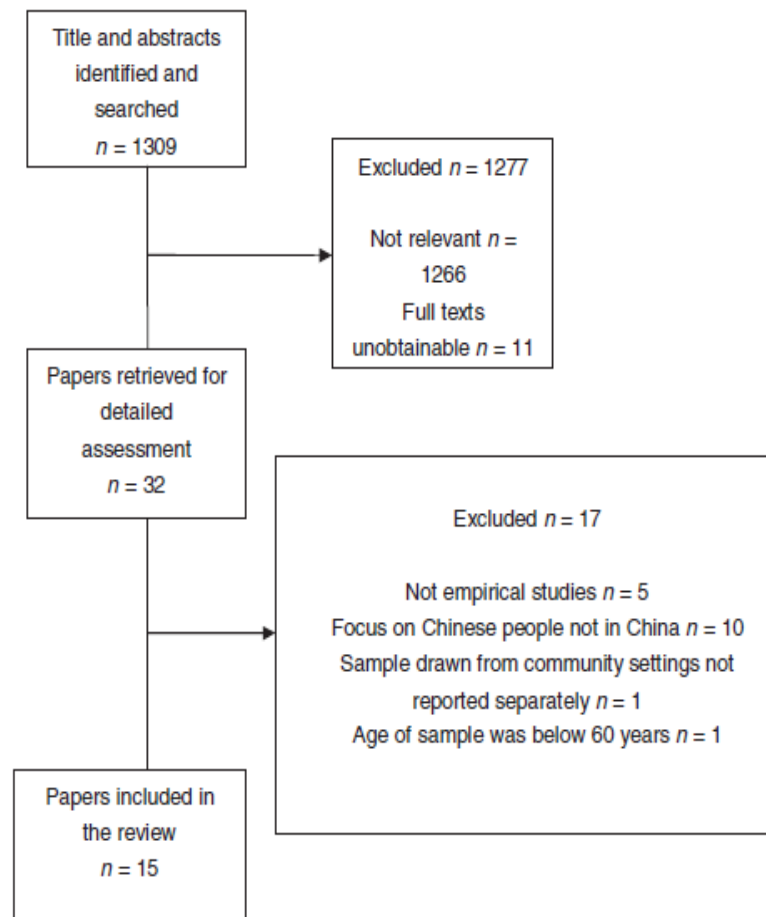 Title and abstracts
identified and
searched
n = 1309
Excluded n = 1277
Not relevant n =
1266
Full texts
unobtainable n = 11
Papers retrieved for
detailed
assessment
n = 32
Excluded n = 17
Not empirical studies n = 5
Focus on Chinese people not in China n = 10
Sample drawn from community settings not
reported separately n = 1
Age of sample was below 60 years n = 1
Papers included in
the review
n = 15